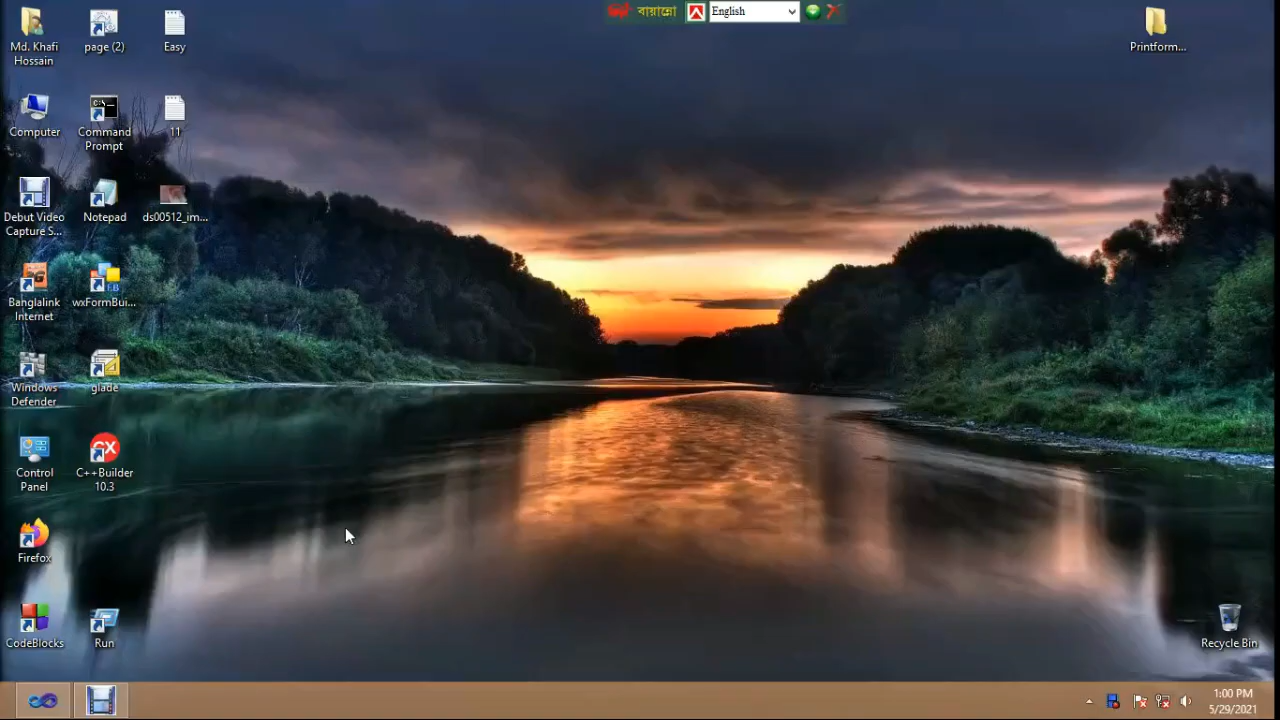 বায়ান্নো
English
Md. Khafi
Hossain
page (2)
Easy
Printform...
Computer
Command
Prompt
11
Debut Video
Capture S...
Notepad
ds00512_im...
Banglalink
Internet
wxFormBui...
Windows
Defender
glade
Control
Panel
C++Builder
10.3
Firefox
CodeBlocks
Run
Recycle Bin
1:00 PM
5/29/2021